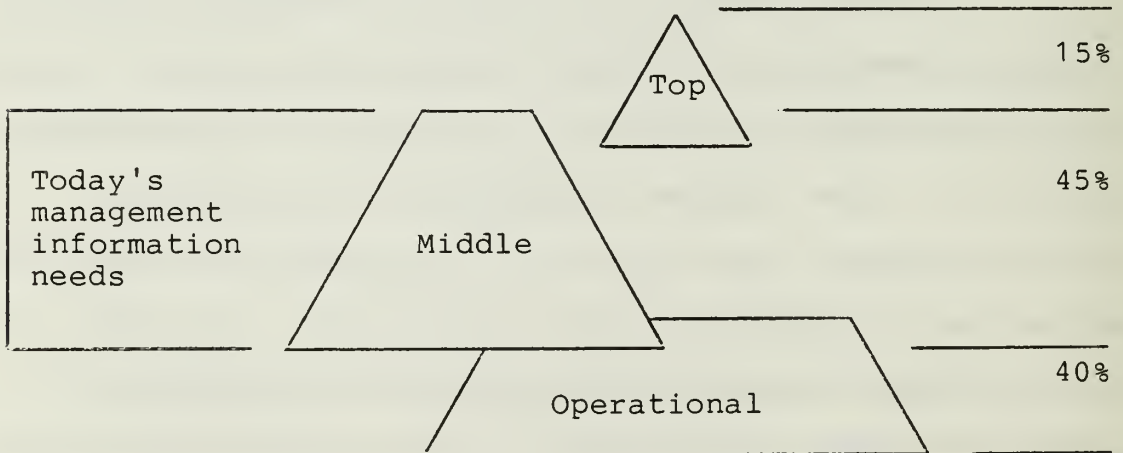 15%
Top
45%
Today's
management
information
needs
Middle
40%
Operational